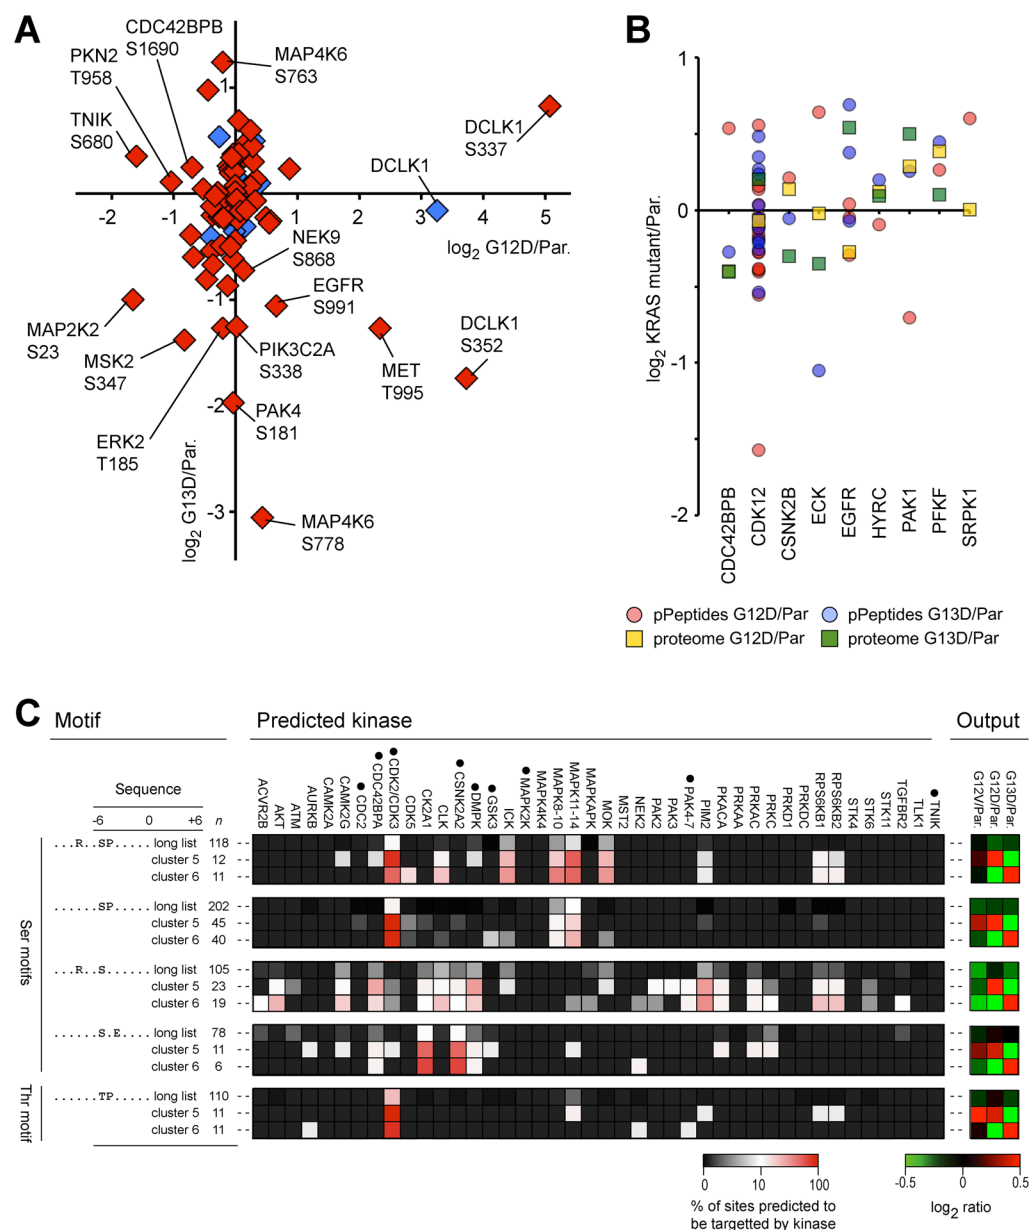 A
CDC42BPB
S1690
PKN2
T958
MAP4K6
S763
TNIK
S680
DCLK1
S337
DCLK1
1
-2
-1
3
4
5
log2 G12D/Par.
NEK9
S868
-1
EGFR
S991
MAP2K2
S23
MSK2
S347
PIK3C2A
S338
MET
T995
DCLK1
S352
-2
PAK4
S181
ERK2
T185
log2 G13D/Par.
-3
MAP4K6
S778
B
1
0
-1
-2
log2 KRAS mutant/Par.
CDC42BPB
CDK12
CSNK2B
ECK
EGFR
HYRC
PAK1
PFKF
SRPK1
pPeptides G12D/Par
pPeptides G13D/Par
proteome G12D/Par
proteome G13D/Par
C
Motif
Predicted kinase
Output
Sequence
-6 0 +6 n
ACVR2B
AKT
ATM
AURKB
CAMK2A
CAMK2G
CDC2
CDC42BPA
CDK2/CDK3
CDK5
CK2A1
CLK
CSNK2A2
DMPK
GSK3
ICK
MAPK2K
MAP4K4
MAPK8-10
MAPK11-14
MAPKAPK
MOK
MST2
NEK2
PAK2
PAK3
PAK4-7
PIM2
PKACA
PRKAA
PRKAC
PRKC
PRKD1
PRKDC
RPS6KB1
RPS6KB2
STK4
STK6
STK11
TGFBR2
TLK1
TNIK
G12V/Par.
G12D/Par.
G13D/Par.
Ser motifs
...R..SP..... long list 118
cluster 5 12
cluster 6 11
......SP..... long list 202
cluster 5 45
cluster 6 40
...R..S...... long list 105
cluster 5 23
cluster 6 19
......S.E.... long list 78
cluster 5 11
cluster 6 6
Thr motif
......TP..... long list 110
cluster 5 11
cluster 6 11
0 10 100
% of sites predicted to
be targetted by kinase
-0.5 0 0.5
log2 ratio